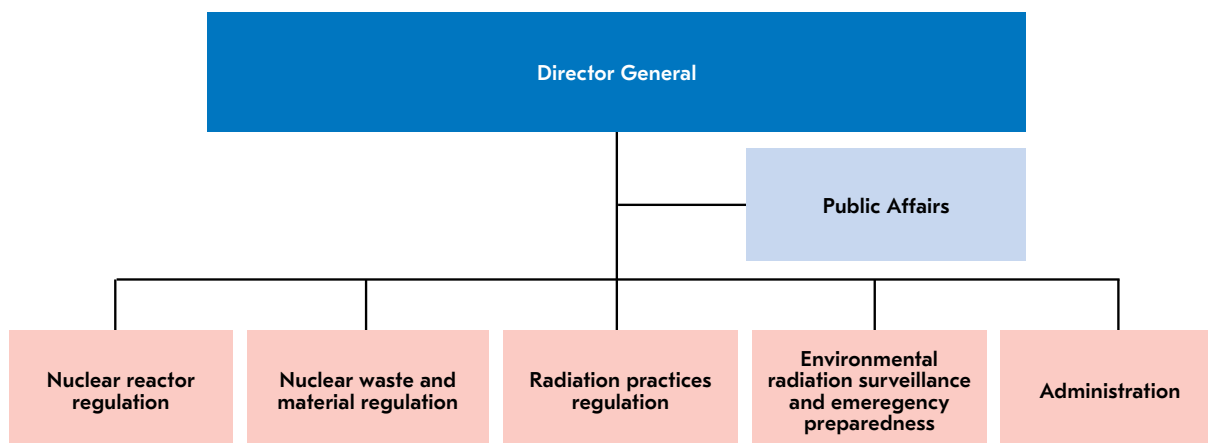 Director General
Public Affairs
Nuclear reactor
regulation
Nuclear waste and
material regulation
Radiation practices
regulation
Environmental
radiation surveillance
and emeregency
preparedness
Administration